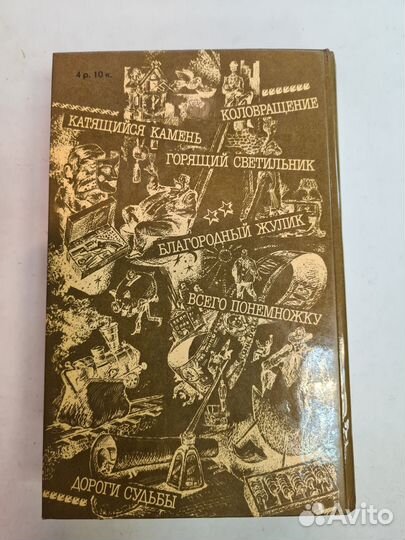 4 р. 10 к.
КОЛОВРАЩЕНИЕ
КАТЯЩИЙСЯ КАМЕНЬ
ГОРЯЩИЙ СВЕТИЛЬНИК
БЛАГОРОДНЫЙ ЖУЛИК
ВСЕГО ПОНЕМНОЖКУ
ДОРОГИ СУДЬБЫ
Avito